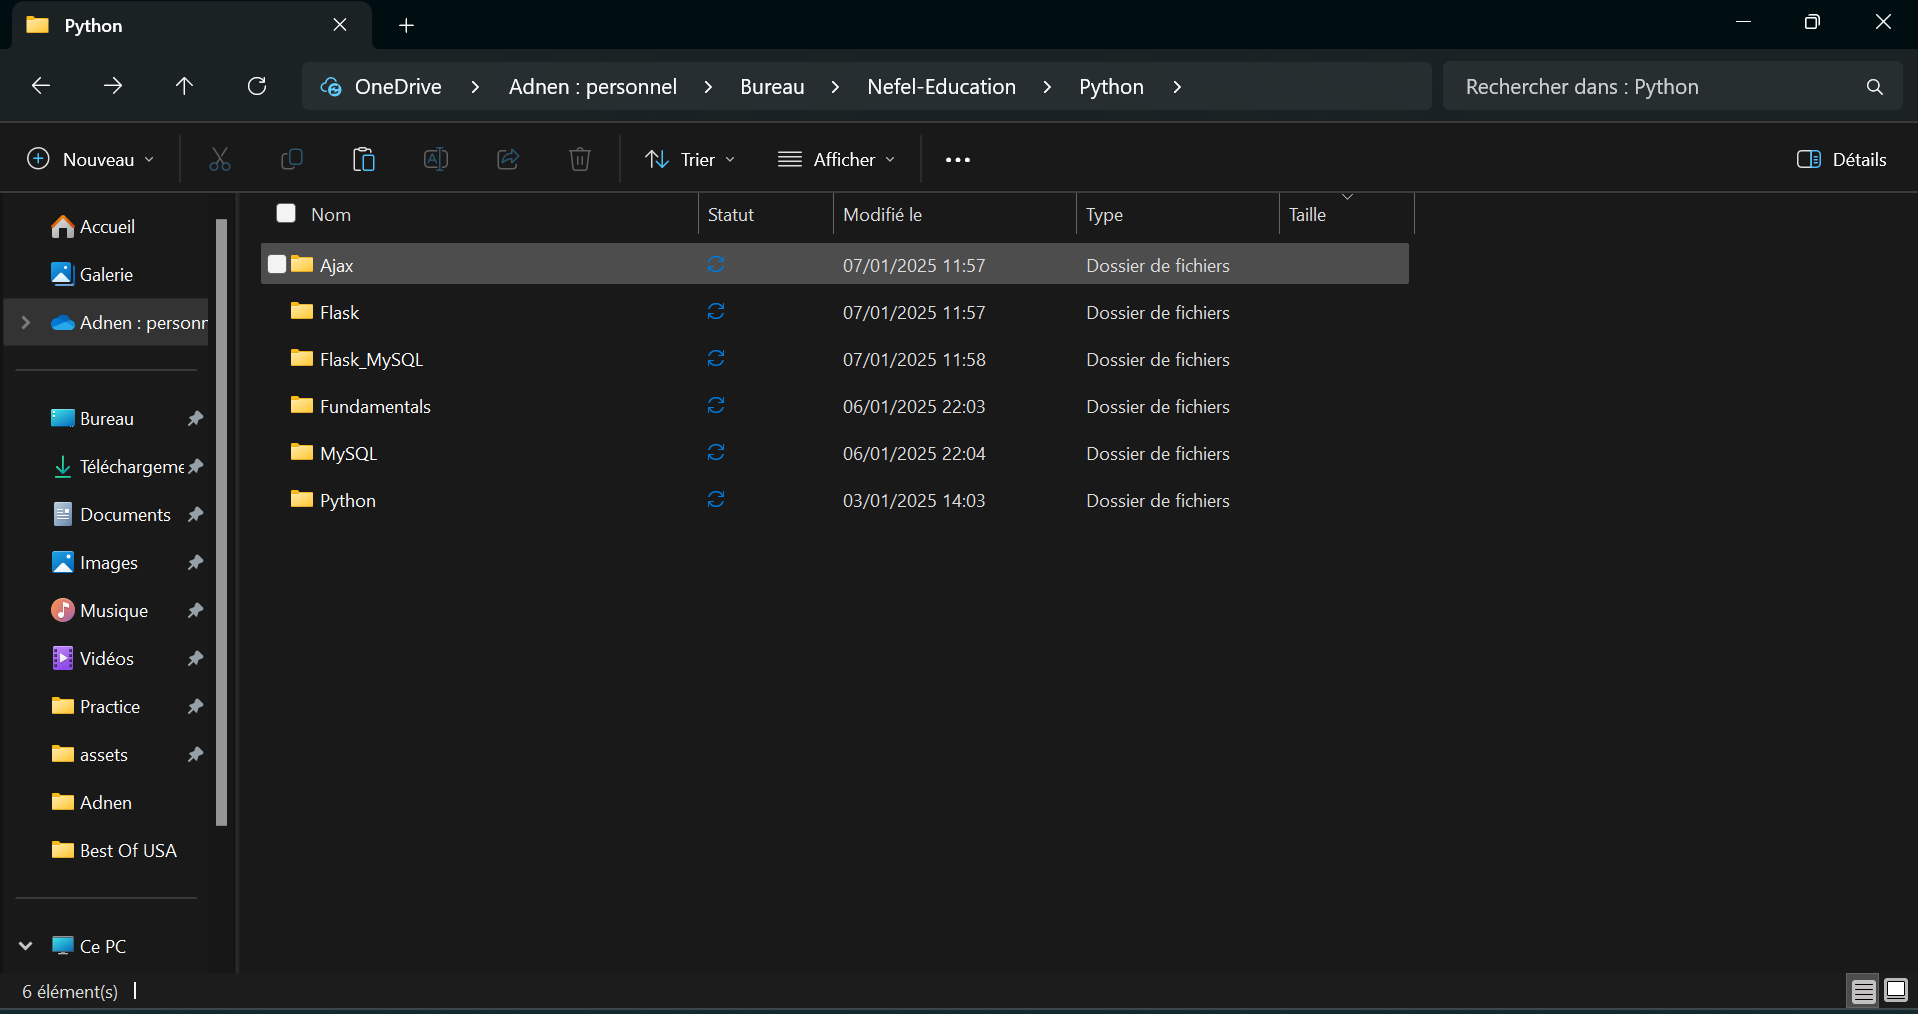 Python
OneDrive > Adnen : personnel > Bureau > Nefel-Education > Python >
Rechercher dans : Python
Nouveau
Trier
Afficher
Détails
Nom Statut Modifié le Type Taille
Ajax 07/01/2025 11:57 Dossier de fichiers
Flask 07/01/2025 11:57 Dossier de fichiers
Flask_MySQL 07/01/2025 11:58 Dossier de fichiers
Fundamentals 06/01/2025 22:03 Dossier de fichiers
MySQL 06/01/2025 22:04 Dossier de fichiers
Python 03/01/2025 14:03 Dossier de fichiers
Accueil
Galerie
Adnen : personr
Bureau
Téléchargeme
Documents
Images
Musique
Vidéos
Practice
assets
Adnen
Best Of USA
Ce PC
6 élément(s)